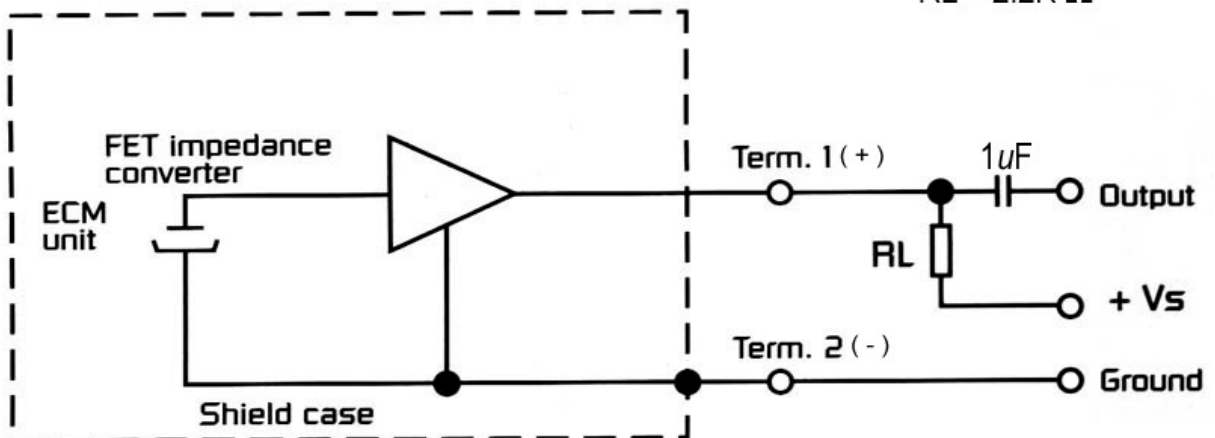 FET impedance
converter
ECM
unit
Term. 1 (+)
1uF
Output
RL
+ Vs
Term. 2 (-)
Ground
Shield case